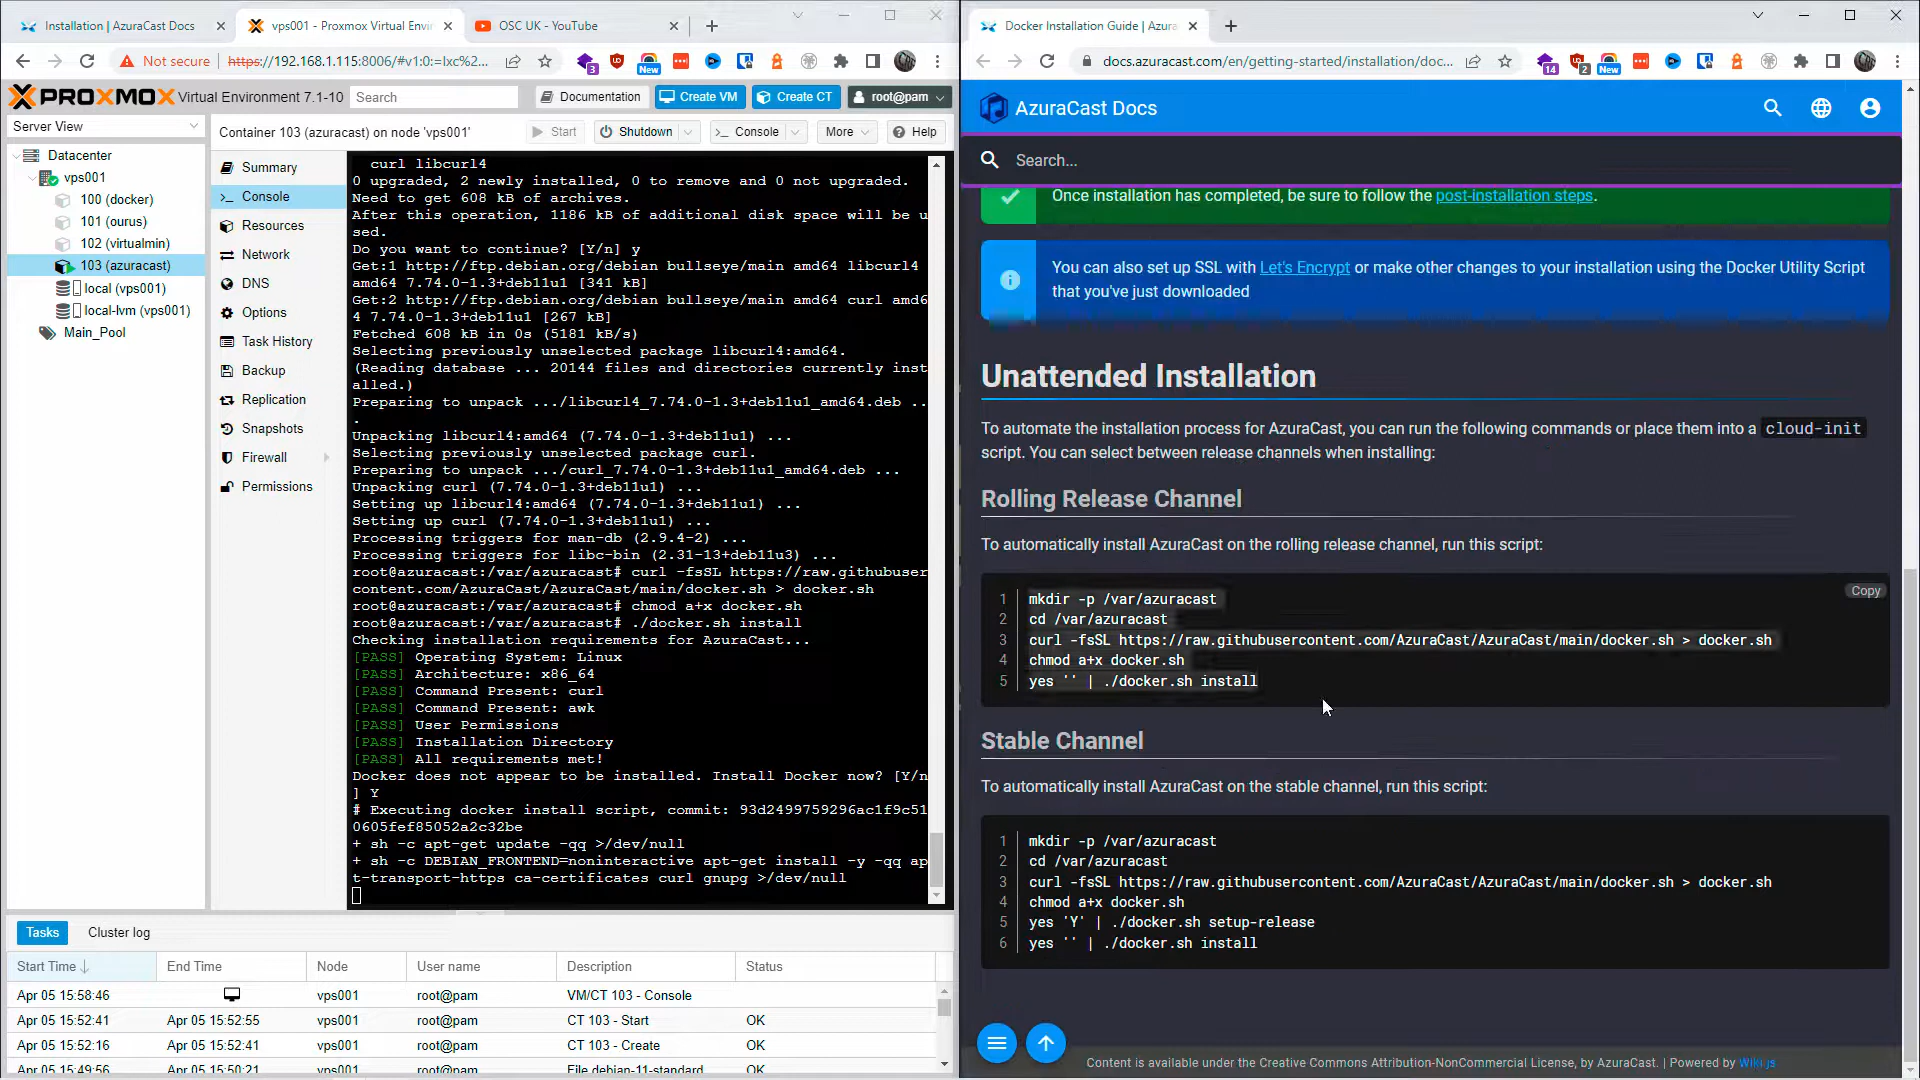 Installation | AzuraCast Docs
vps001 - Proxmox Virtual Envir
OSC UK - YouTube
Not secure
https://192.168.1.115:8006/#v1:0:=lxc%2...
3
New
PROXMOX Virtual Environment 7.1-10
Search
Documentation
Create VM
Create CT
root@pam
Server View
Datacenter
vps001
100 (docker)
101 (ourus)
102 (virtualmin)
103 (azuracast)
local (vps001)
local-lvm (vps001)
Main_Pool
Container 103 (azuracast) on node 'vps001'
Start
Shutdown
Console
More
Help
Summary
Console
Resources
Network
DNS
Options
Task History
Backup
Replication
Snapshots
Firewall
Permissions
curl libcurl4
0 upgraded, 2 newly installed, 0 to remove and 0 not upgraded.
Need to get 608 kB of archives.
After this operation, 1186 kB of additional disk space will be u
sed.
Do you want to continue? [Y/n] y
Get:1 http://ftp.debian.org/debian bullseye/main amd64 libcurl4
amd64 7.74.0-1.3+deb11u1 [341 kB]
Get:2 http://ftp.debian.org/debian bullseye/main amd64 curl amd6
4 7.74.0-1.3+deb11u1 [267 kB]
Fetched 608 kB in 0s (5181 kB/s)
Selecting previously unselected package libcurl4:amd64.
(Reading database ... 20144 files and directories currently inst
alled.)
Preparing to unpack .../libcurl4_7.74.0-1.3+deb11u1_amd64.deb ..
.
Unpacking libcurl4:amd64 (7.74.0-1.3+deb11u1) ...
Selecting previously unselected package curl.
Preparing to unpack .../curl_7.74.0-1.3+deb11u1_amd64.deb ...
Unpacking curl (7.74.0-1.3+deb11u1) ...
Setting up libcurl4:amd64 (7.74.0-1.3+deb11u1) ...
Setting up curl (7.74.0-1.3+deb11u1) ...
Processing triggers for man-db (2.9.4-2) ...
Processing triggers for libc-bin (2.31-13+deb11u3) ...
root@azuracast:/var/azuracast# curl -fsSL https://raw.githubuser
content.com/AzuraCast/AzuraCast/main/docker.sh > docker.sh
root@azuracast:/var/azuracast# chmod a+x docker.sh
root@azuracast:/var/azuracast# ./docker.sh install
Checking installation requirements for AzuraCast...
[PASS] Operating System: Linux
[PASS] Architecture: x86_64
[PASS] Command Present: curl
[PASS] Command Present: awk
[PASS] User Permissions
[PASS] Installation Directory
[PASS] All requirements met!
Docker does not appear to be installed. Install Docker now? [Y/n
] Y
# Executing docker install script, commit: 93d2499759296ac1f9c51
0605fef85052a2c32be
+ sh -c apt-get update -qq >/dev/null
+ sh -c DEBIAN_FRONTEND=noninteractive apt-get install -y -qq ap
t-transport-https ca-certificates curl gnupg >/dev/null
Tasks
Cluster log
Start Time
End Time
Node
User name
Description
Status
Apr 05 15:58:46 vps001 root@pam VM/CT 103 - Console
Apr 05 15:52:41 Apr 05 15:52:55 vps001 root@pam CT 103 - Start OK
Apr 05 15:52:16 Apr 05 15:52:41 vps001 root@pam CT 103 - Create OK
Apr 05 15:49:56 Apr 05 15:50:21 vps001 root@pam File debian-11-standard OK
Docker Installation Guide | Azura
docs.azuracast.com/en/getting-started/installation/doc...
14
2
New
AzuraCast Docs
Search...
Once installation has completed, be sure to follow the post-installation steps.
You can also set up SSL with Let's Encrypt or make other changes to your installation using the Docker Utility Script
that you've just downloaded
Unattended Installation
To automate the installation process for AzuraCast, you can run the following commands or place them into a cloud-init
script. You can select between release channels when installing:
Rolling Release Channel
To automatically install AzuraCast on the rolling release channel, run this script:
Copy
1 mkdir -p /var/azuracast
2 cd /var/azuracast
3 curl -fsSL https://raw.githubusercontent.com/AzuraCast/AzuraCast/main/docker.sh > docker.sh
4 chmod a+x docker.sh
5 yes '' | ./docker.sh install
Stable Channel
To automatically install AzuraCast on the stable channel, run this script:
1 mkdir -p /var/azuracast
2 cd /var/azuracast
3 curl -fsSL https://raw.githubusercontent.com/AzuraCast/AzuraCast/main/docker.sh > docker.sh
4 chmod a+x docker.sh
5 yes 'Y' | ./docker.sh setup-release
6 yes '' | ./docker.sh install
Content is available under the Creative Commons Attribution-NonCommercial License, by AzuraCast. | Powered by Wiki.js